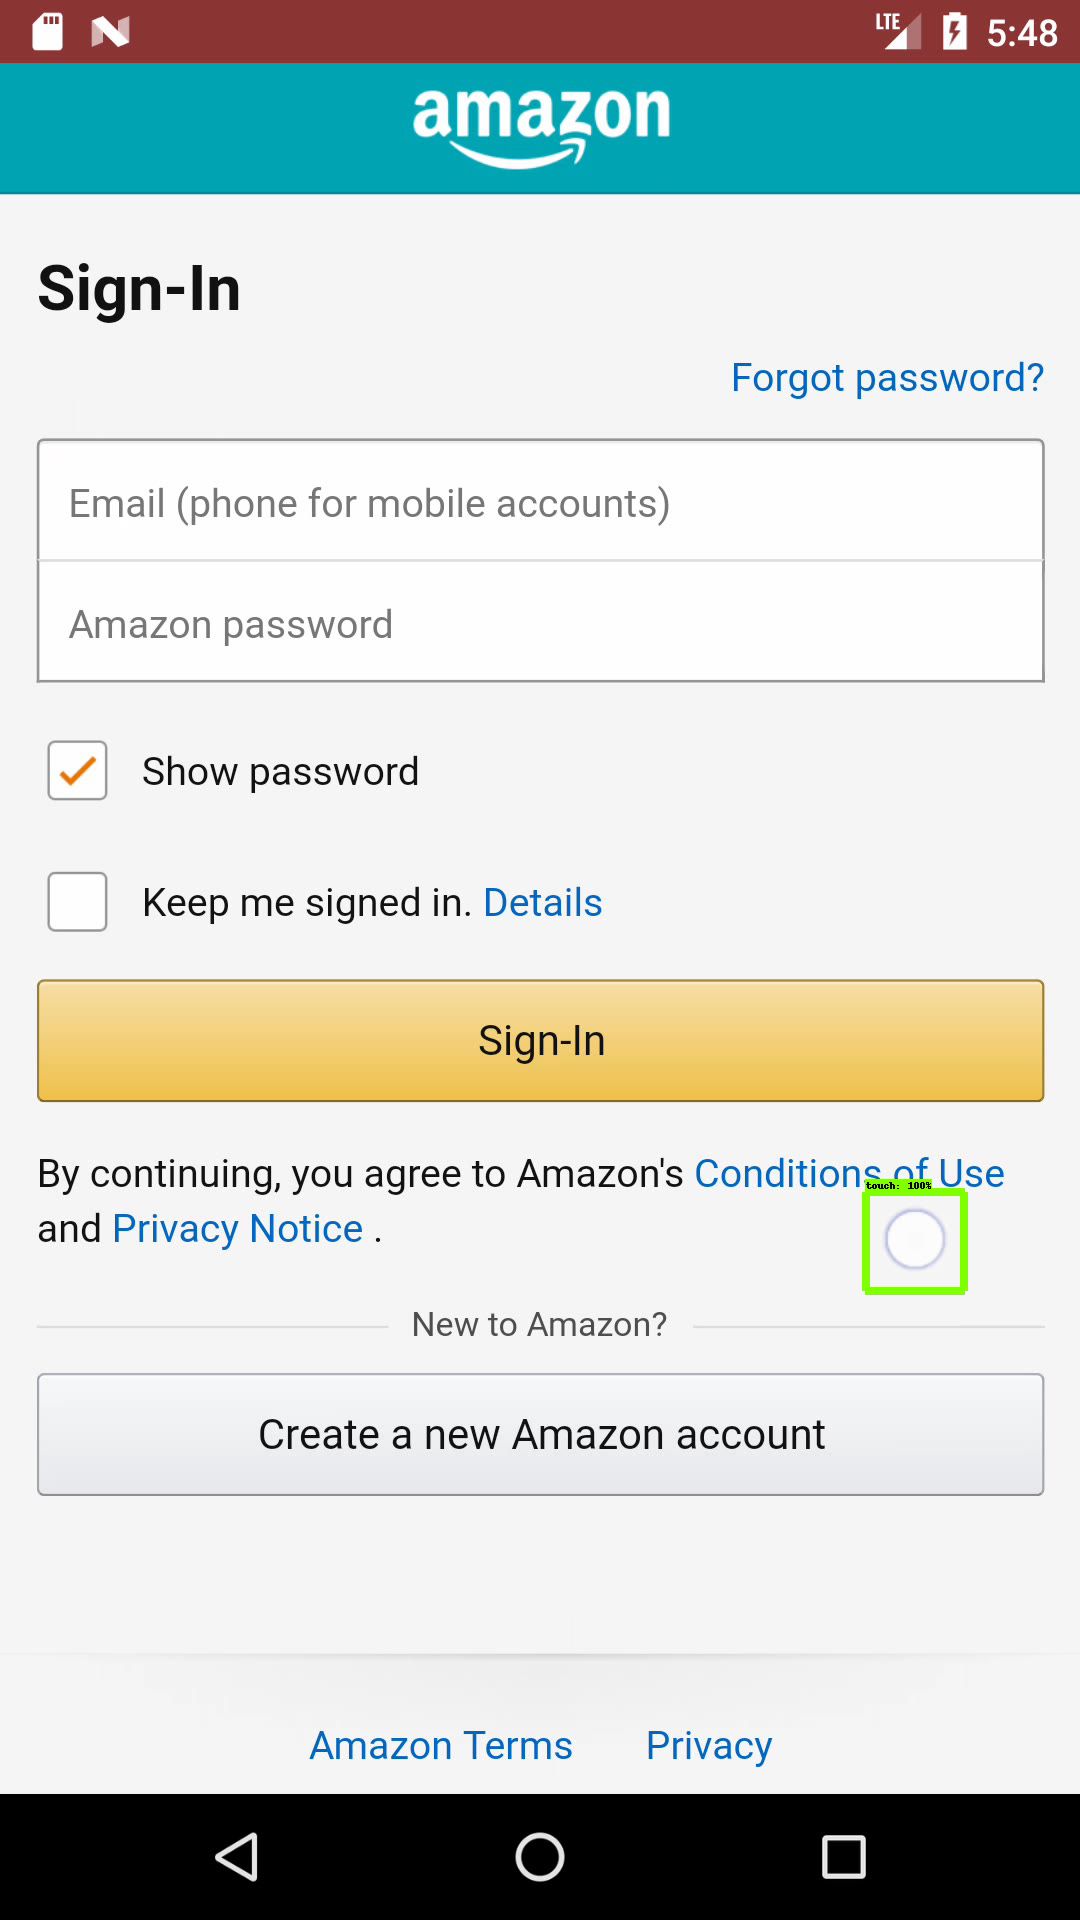 LTE 5:48
amazon
Sign-In
Forgot password?
Email (phone for mobile accounts)
Amazon password
Show password
Keep me signed in. Details
Sign-In
By continuing, you agree to Amazon's Conditions of Use
touch: 100%
and Privacy Notice .
New to Amazon?
Create a new Amazon account
Amazon Terms Privacy